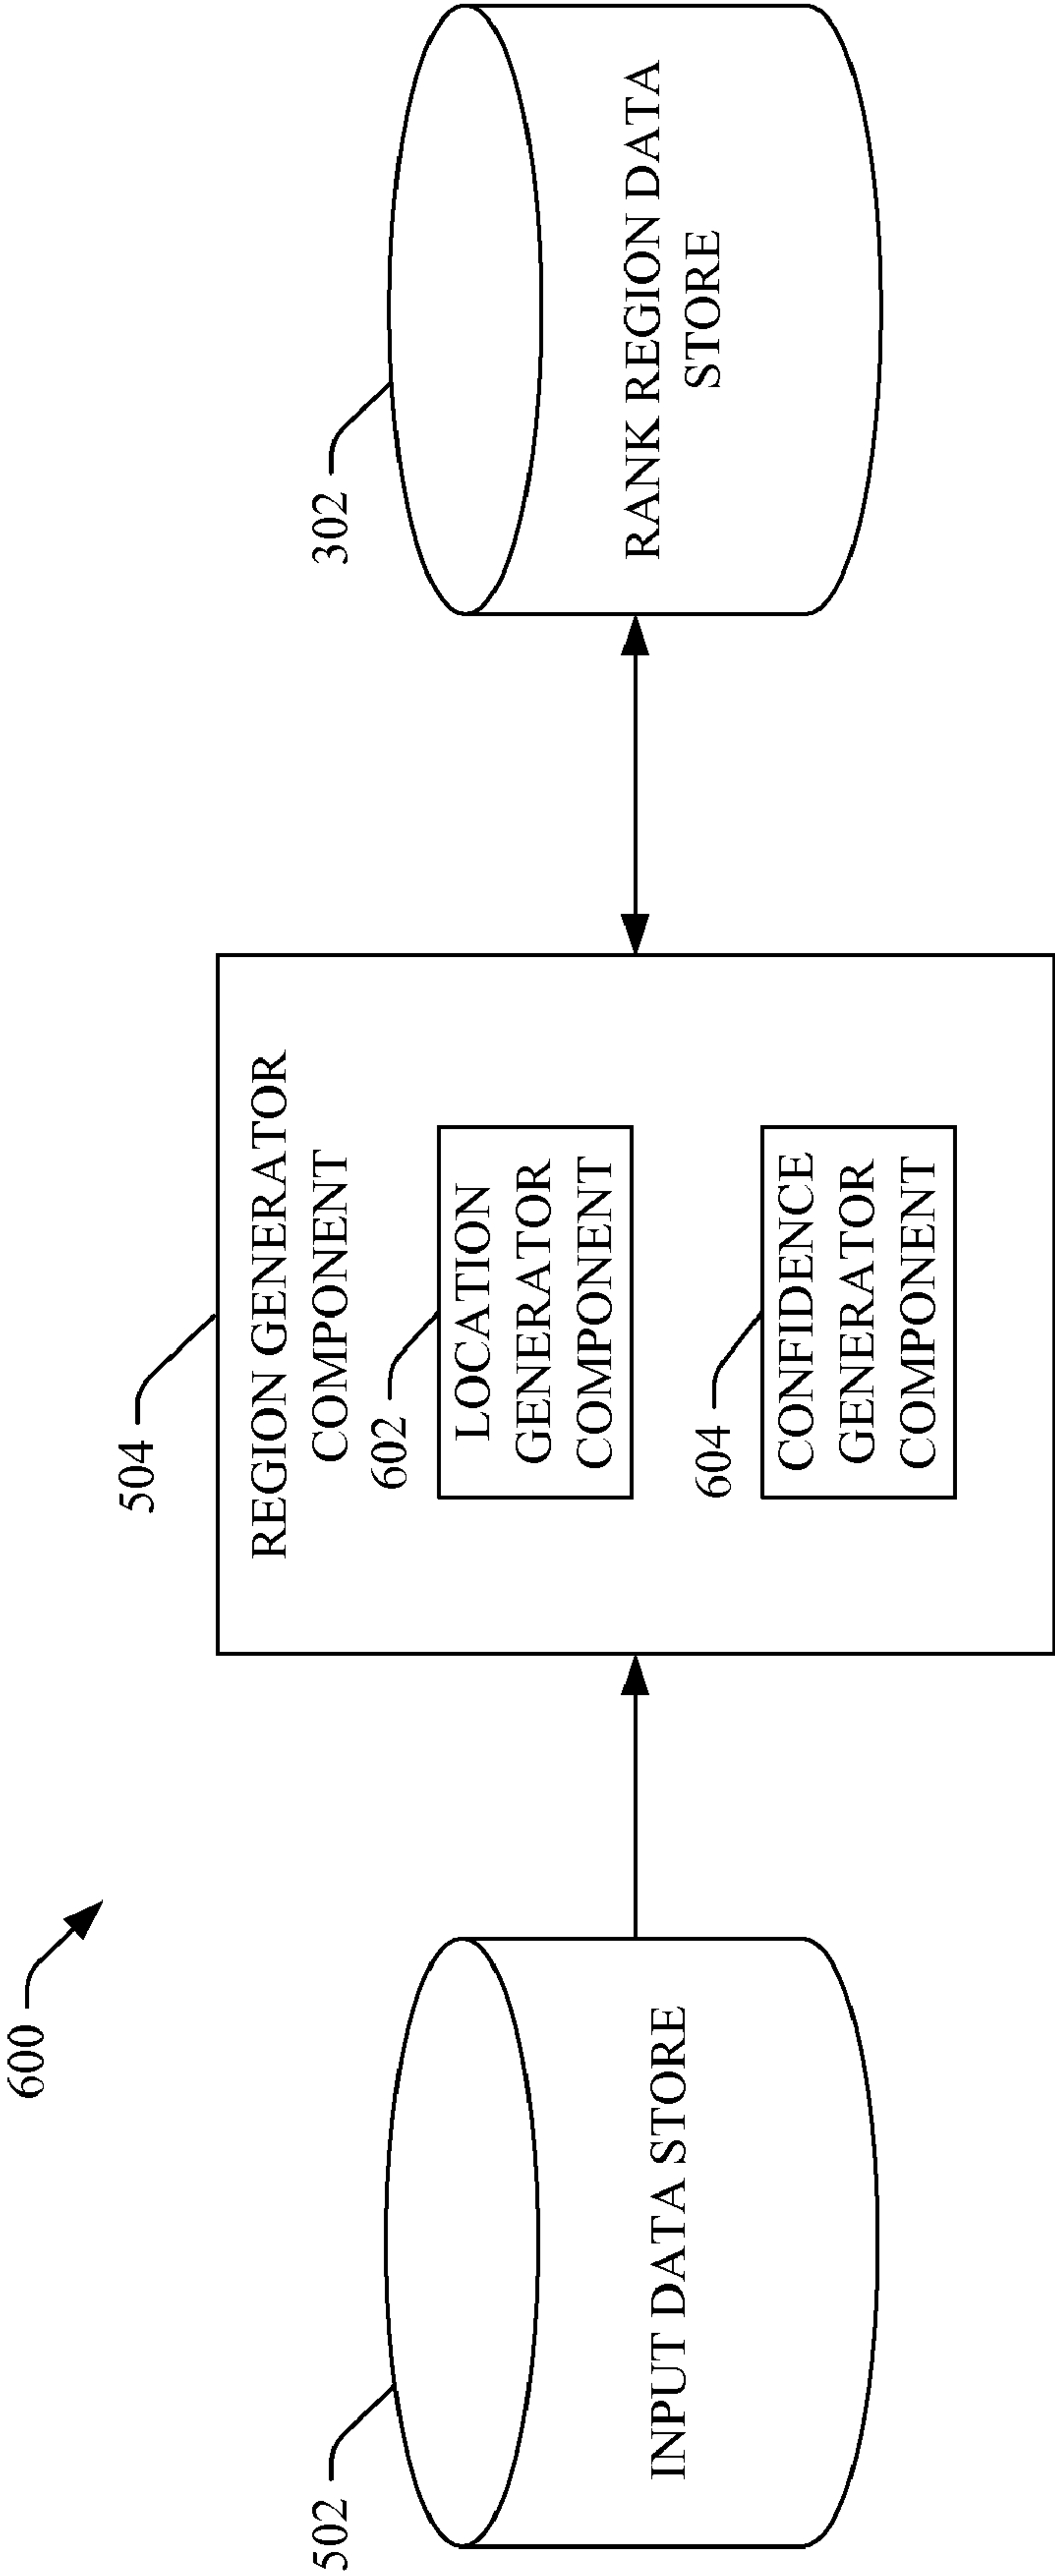 600
502
INPUT DATA STORE
504
REGION GENERATOR
COMPONENT
602
LOCATION
GENERATOR
COMPONENT
604
CONFIDENCE
GENERATOR
COMPONENT
302
RANK REGION DATA
STORE